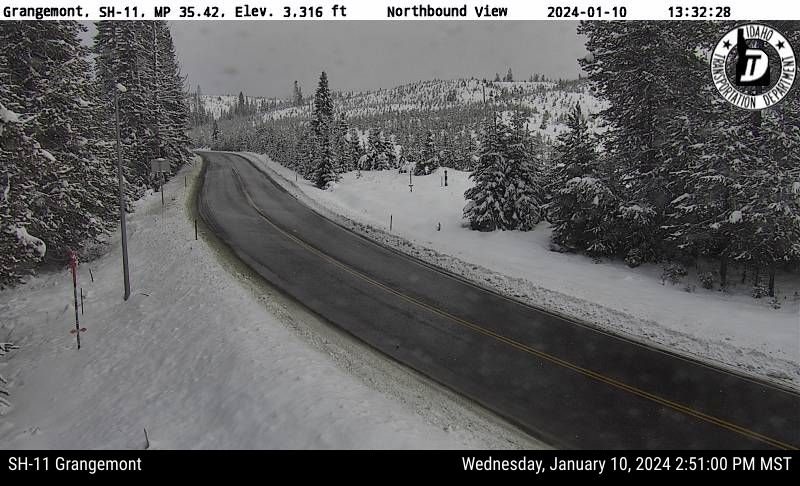 Grangemont, SH-11, MP 35.42, Elev. 3,316 ft Northbound View 2024-01-10 13:32:28
IDAHO
TRANSPORTATION DEPARTMENT
SH-11 Grangemont Wednesday, January 10, 2024 2:51:00 PM MST